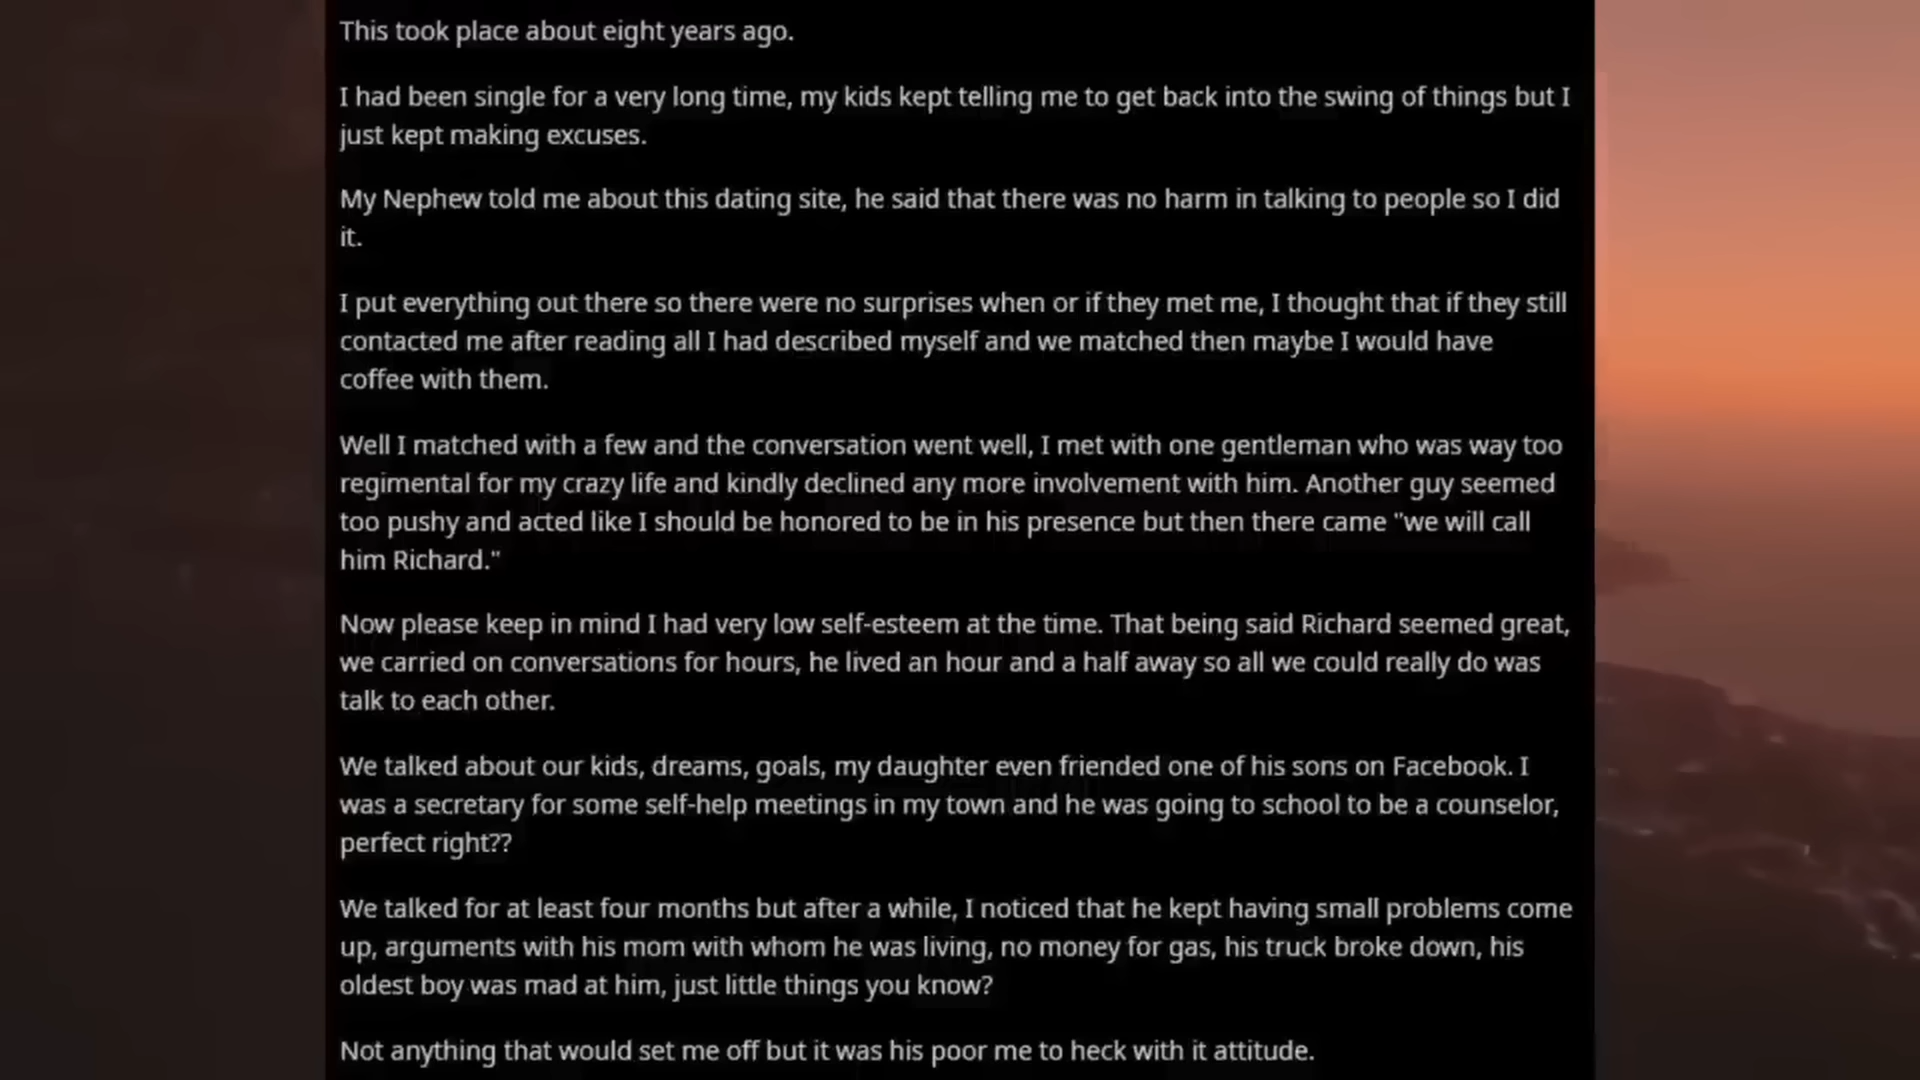 This took place about eight years ago.
I had been single for a very long time, my kids kept telling me to get back into the swing of things but I
just kept making excuses.
My Nephew told me about this dating site, he said that there was no harm in talking to people so I did
it.
I put everything out there so there were no surprises when or if they met me, I thought that if they still
contacted me after reading all I had described myself and we matched then maybe I would have
coffee with them.
Well I matched with a few and the conversation went well, I met with one gentleman who was way too
regimental for my crazy life and kindly declined any more involvement with him. Another guy seemed
too pushy and acted like I should be honored to be in his presence but then there came "we will call
him Richard."
Now please keep in mind I had very low self-esteem at the time. That being said Richard seemed great,
we carried on conversations for hours, he lived an hour and a half away so all we could really do was
talk to each other.
We talked about our kids, dreams, goals, my daughter even friended one of his sons on Facebook. I
was a secretary for some self-help meetings in my town and he was going to school to be a counselor,
perfect right??
We talked for at least four months but after a while, I noticed that he kept having small problems come
up, arguments with his mom with whom he was living, no money for gas, his truck broke down, his
oldest boy was mad at him, just little things you know?
Not anything that would set me off but it was his poor me to heck with it attitude.